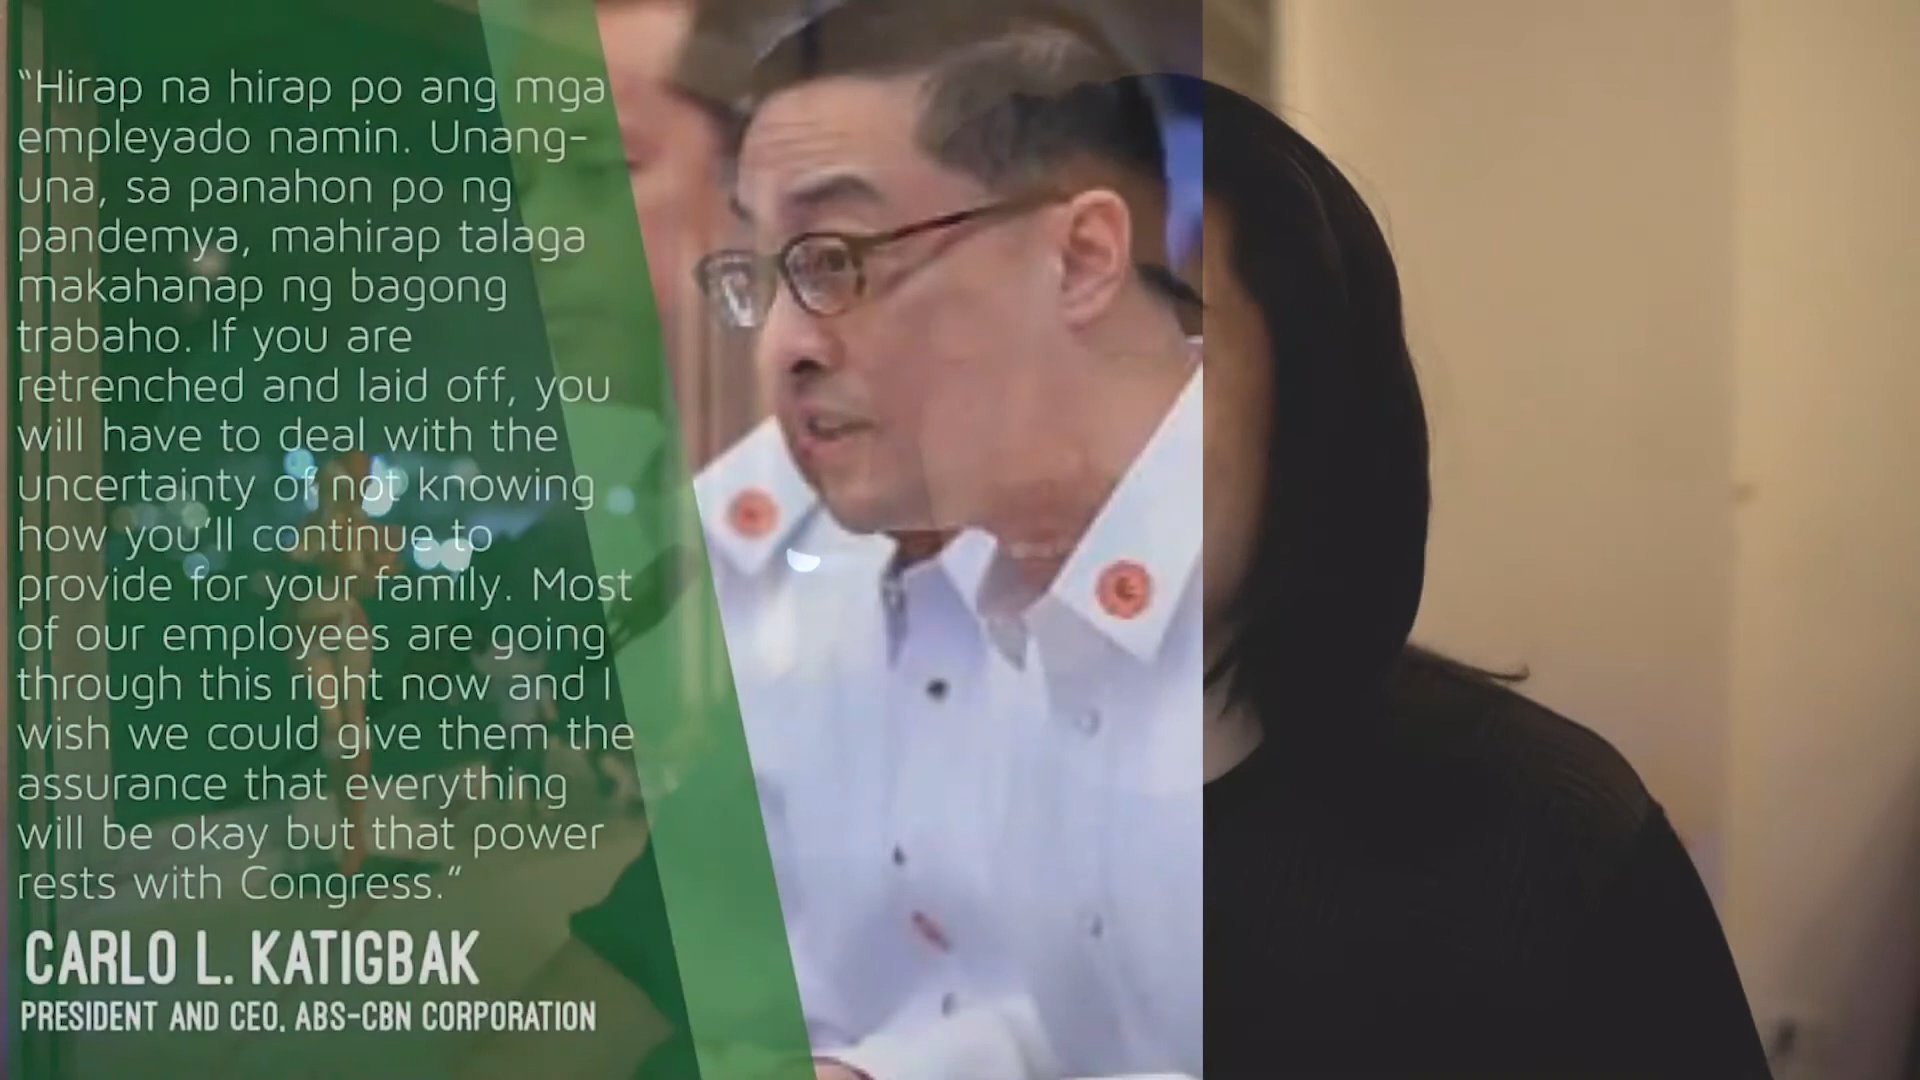 “Hirap na hirap po ang mga
empleyado namin. Unang-
una, sa panahon po ng
pandemya, mahirap talaga
makahanap ng bagong
trabaho. If you are
retrenched and laid off, you
will have to deal with the
uncertainty of not knowing
how you’ll continue to
provide for your family. Most
of our employees are going
through this right now and I
wish we could give them the
assurance that everything
will be okay but that power
rests with Congress.”
CARLO L. KATIGBAK
PRESIDENT AND CEO, ABS-CBN CORPORATION